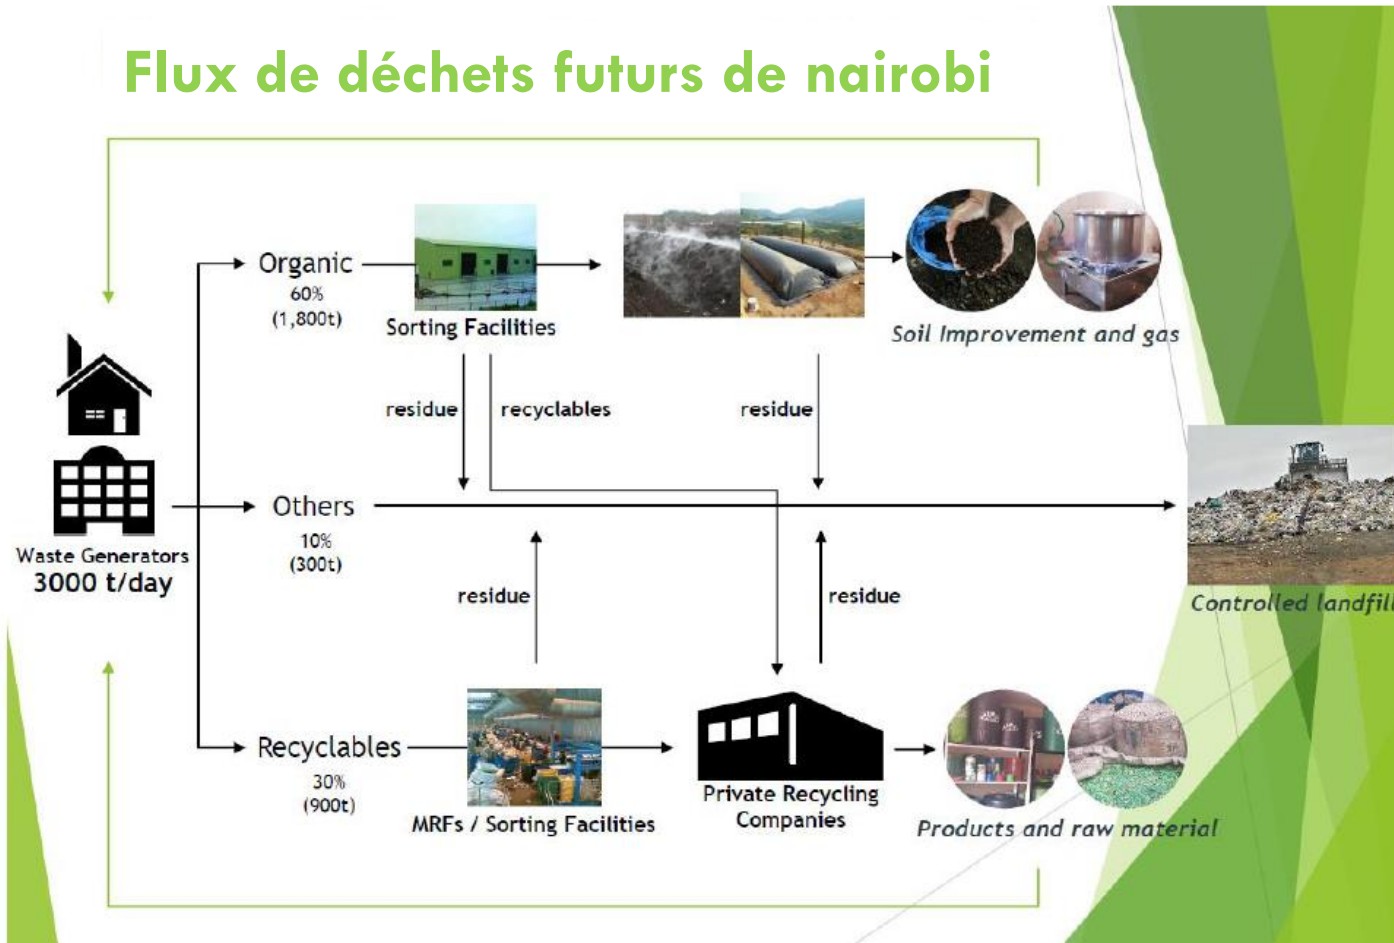 Flux de déchets futurs de nairobi
Organic
60%
(1,800t)
Sorting Facilities
Soil Improvement and gas
residue
recyclables
residue
Waste Generators
3000 t/day
Others
10%
(300t)
residue
residue
Controlled landfill
Recyclables
30%
(900t)
MRFs / Sorting Facilities
Private Recycling
Companies
Products and raw material